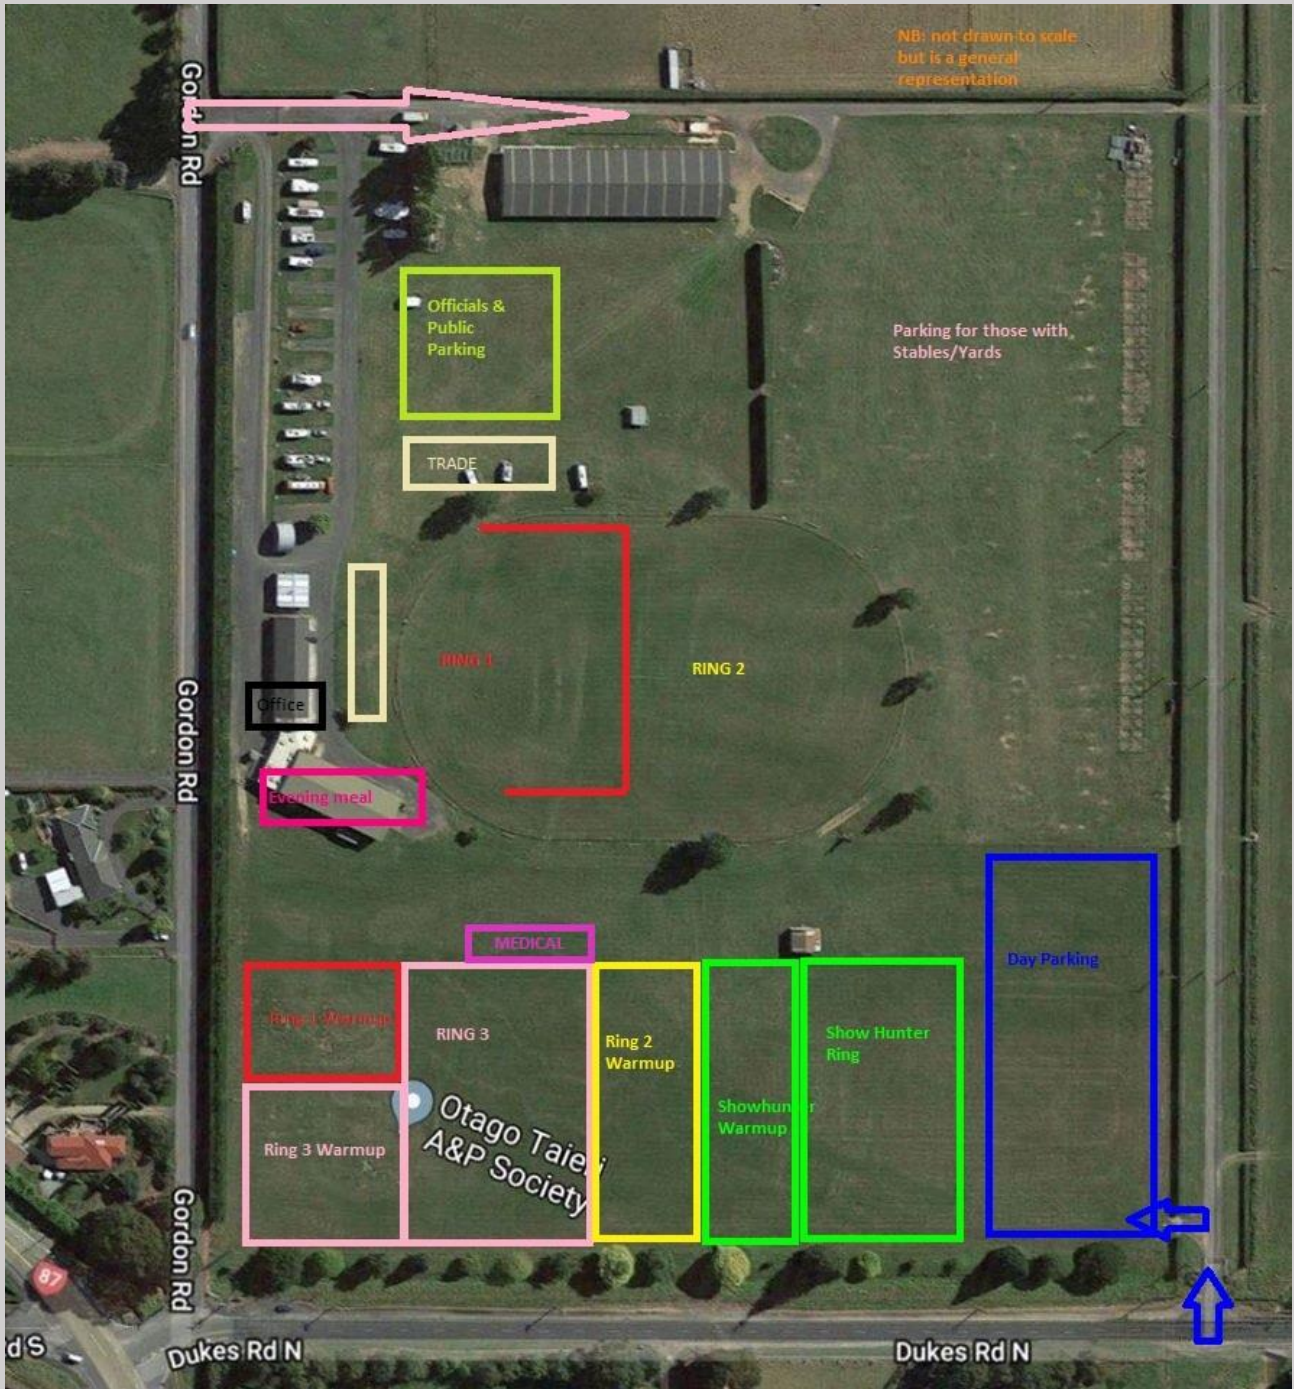 NB: not drawn to scale
but is a general
representation
Gordon Rd
Officials &
Public
Parking
Parking for those with
Stables/Yards
TRADE
RING 1
RING 2
Office
Gordon Rd
Evening meal
MEDICAL
Day Parking
Ring 1 Warmup
RING 3
Ring 2
Warmup
Show Hunter
Ring
Showhunter
Warmup
Otago Taieri
A&P Society
Ring 3 Warmup
Gordon Rd
87
d S
Dukes Rd N
Dukes Rd N